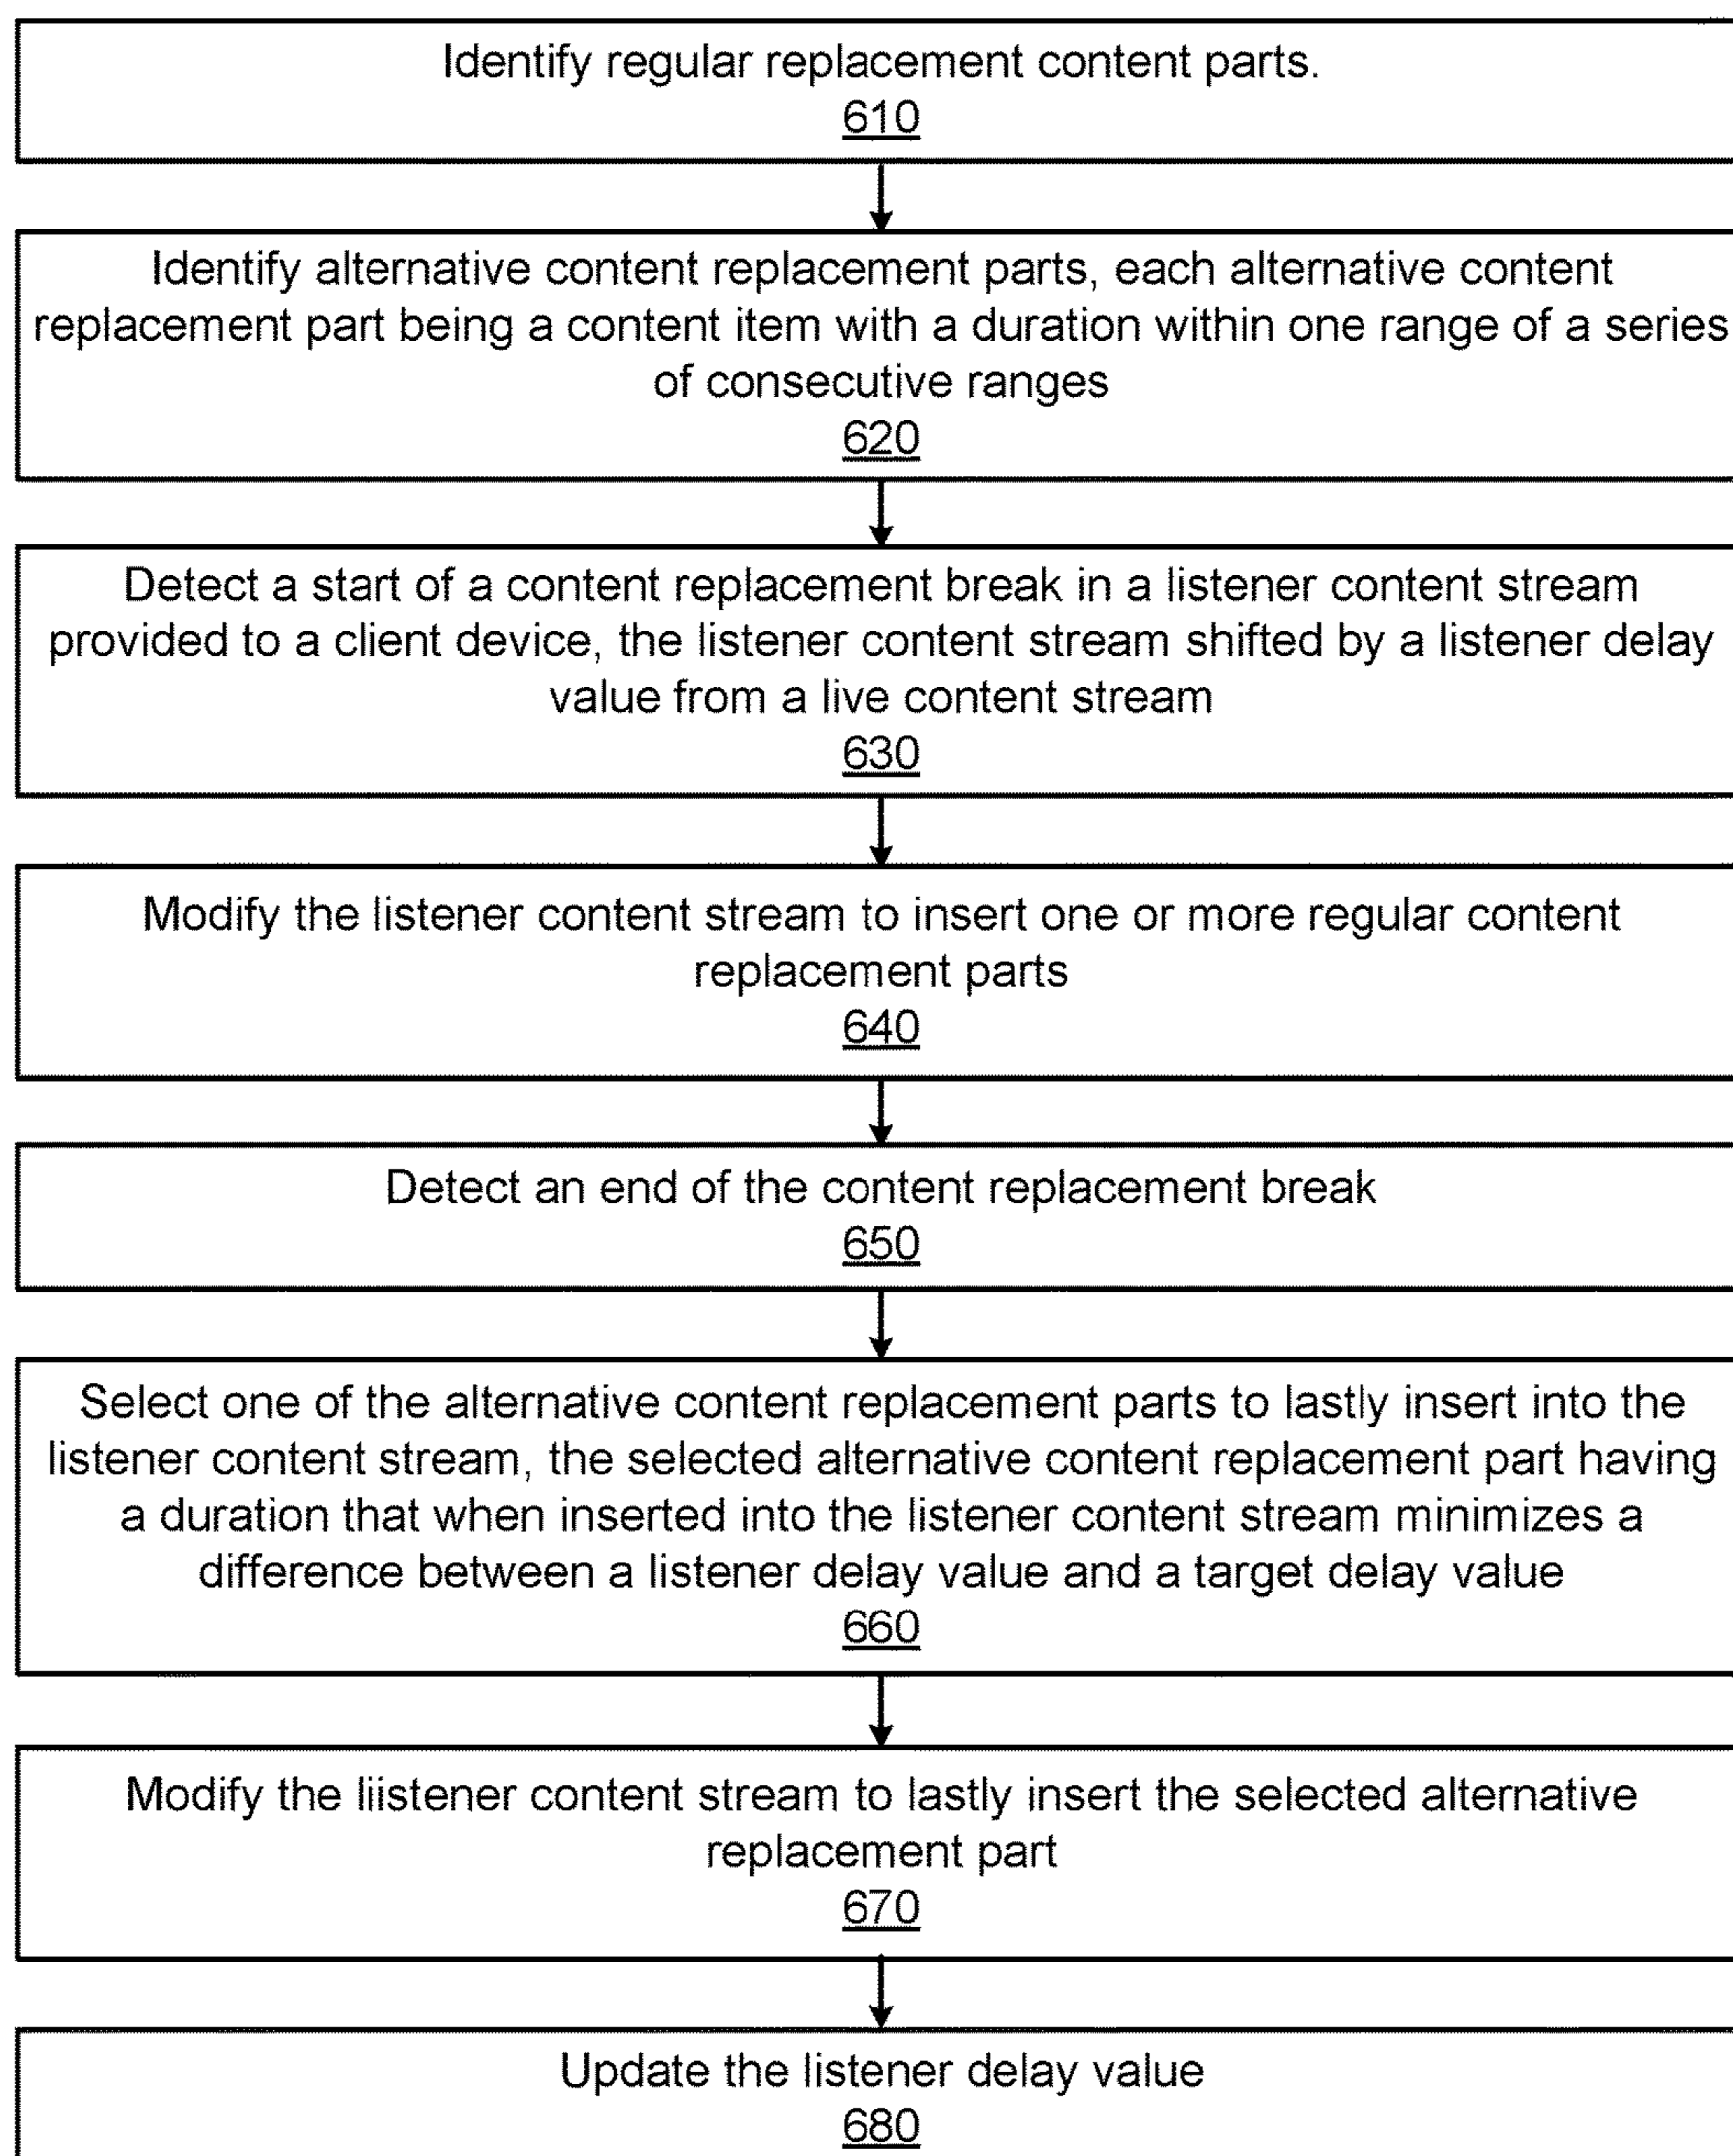 Identify regular replacement content parts.
610
Identify alternative content replacement parts, each alternative content
replacement part being a content item with a duration within one range of a series
of consecutive ranges
620
Detect a start of a content replacement break in a listener content stream
provided to a client device, the listener content stream shifted by a listener delay
value from a live content stream
630
Modify the listener content stream to insert one or more regular content
replacement parts
640
Detect an end of the content replacement break
650
Select one of the alternative content replacement parts to lastly insert into the
listener content stream, the selected alternative content replacement part having
a duration that when inserted into the listener content stream minimizes a
difference between a listener delay value and a target delay value
660
Modify the liistener content stream to lastly insert the selected alternative
replacement part
670
Update the listener delay value
680